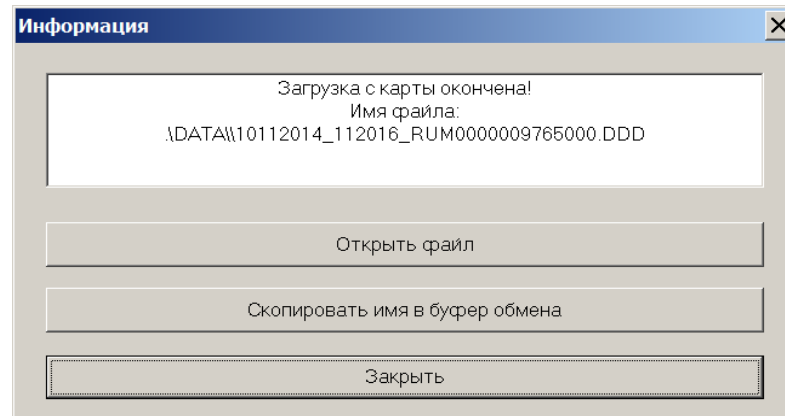 Информация
Загрузка с карты окончена!
Имя файла:
.\DATA\\10112014_112016_RUM0000009765000.DDD
Открыть файл
Скопировать имя в буфер обмена
Закрыть